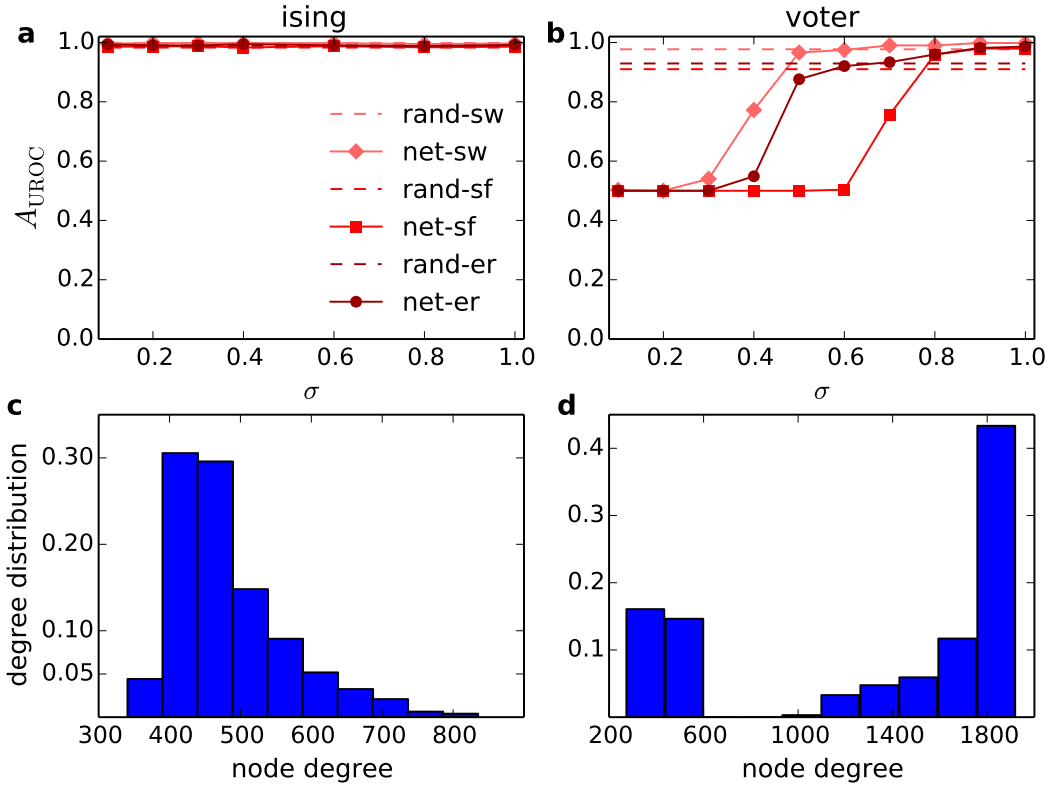 ising
voter
a
b
1.0
0.8
0.6
0.4
0.2
0.0
A_UROC
rand-sw
net-sw
rand-sf
net-sf
rand-er
net-er
0.2 0.4 0.6 0.8 1.0
σ
1.0
0.8
0.6
0.4
0.2
0.0
0.2 0.4 0.6 0.8 1.0
σ
c
d
degree distribution
0.30
0.20
0.10
0.05
300 400 500 600 700 800
node degree
0.4
0.3
0.2
0.1
200 600 1000 1400 1800
node degree